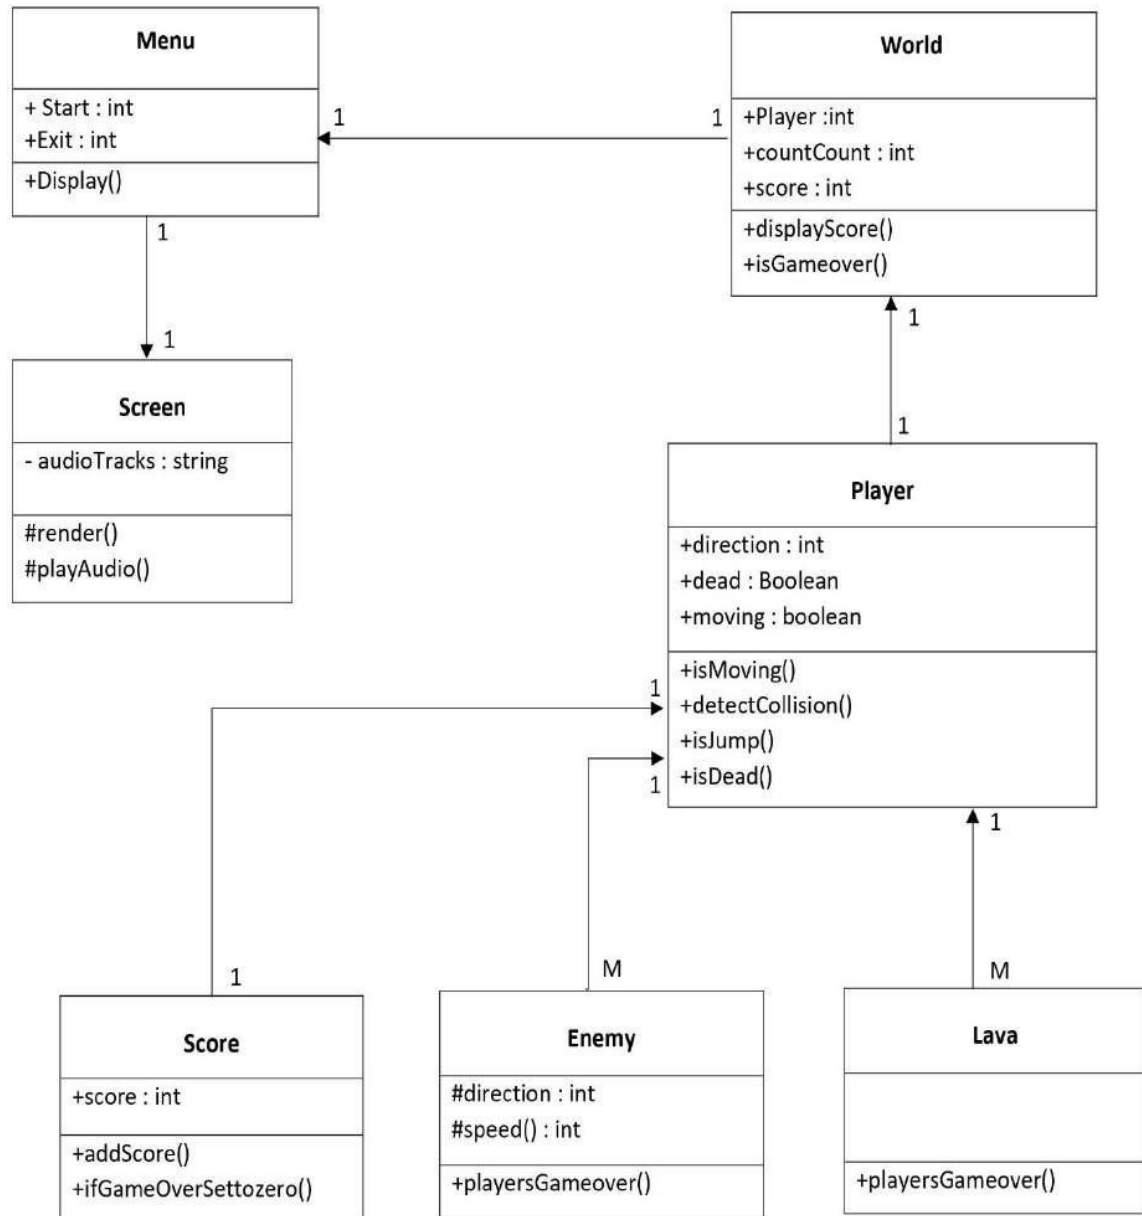 Menu
+ Start : int
+Exit : int
+Display()
1
1
World
+Player :int
+countCount : int
+score : int
+displayScore()
+isGameover()
1
1
Screen
- audioTracks : string
#render()
#playAudio()
1
1
Player
+direction : int
+dead : Boolean
+moving : boolean
+isMoving()
+detectCollision()
+isJump()
+isDead()
1
1
1
1
M
M
Score
+score : int
+addScore()
+ifGameOverSettozero()
Enemy
#direction : int
#speed() : int
+playersGameover()
Lava
+playersGameover()